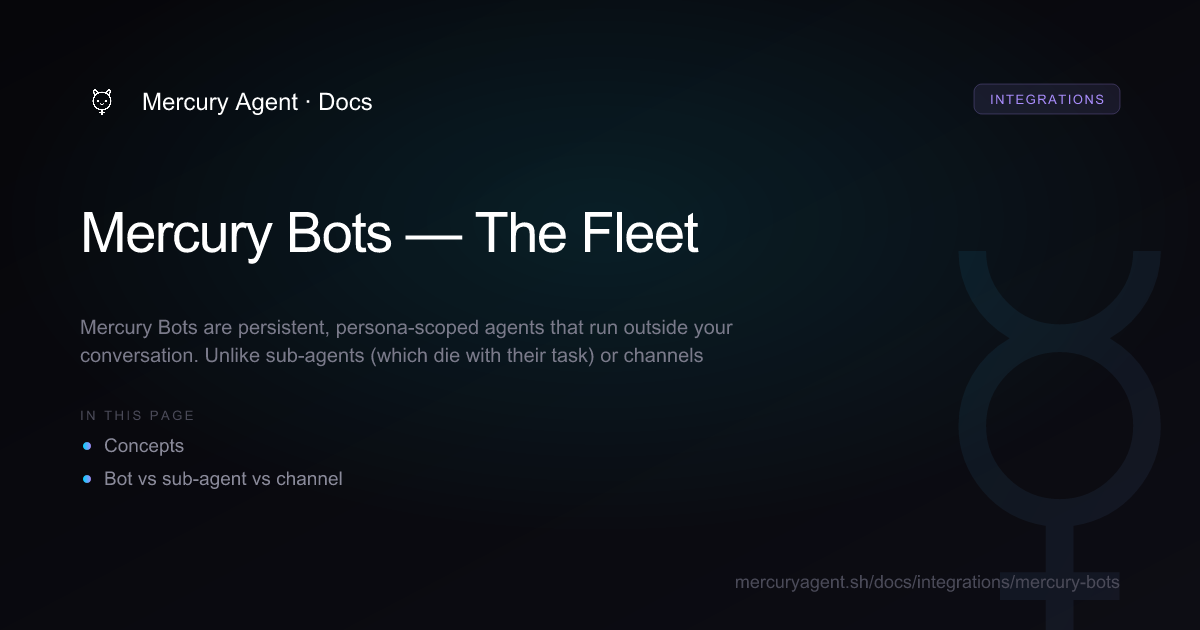 Mercury Agent · Docs
INTEGRATIONS
Mercury Bots — The Fleet
Mercury Bots are persistent, persona-scoped agents that run outside your
conversation. Unlike sub-agents (which die with their task) or channels
IN THIS PAGE
Concepts
Bot vs sub-agent vs channel
mercuryagent.sh/docs/integrations/mercury-bots